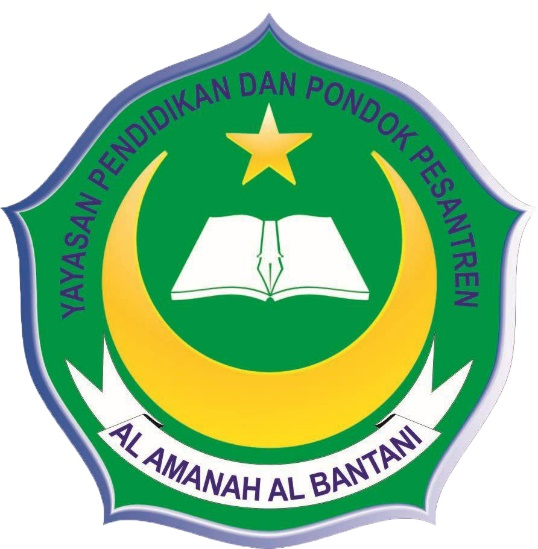 YAYASAN PENDIDIKAN DAN PONDOK PESANTREN
AL AMANAH AL BANTANI